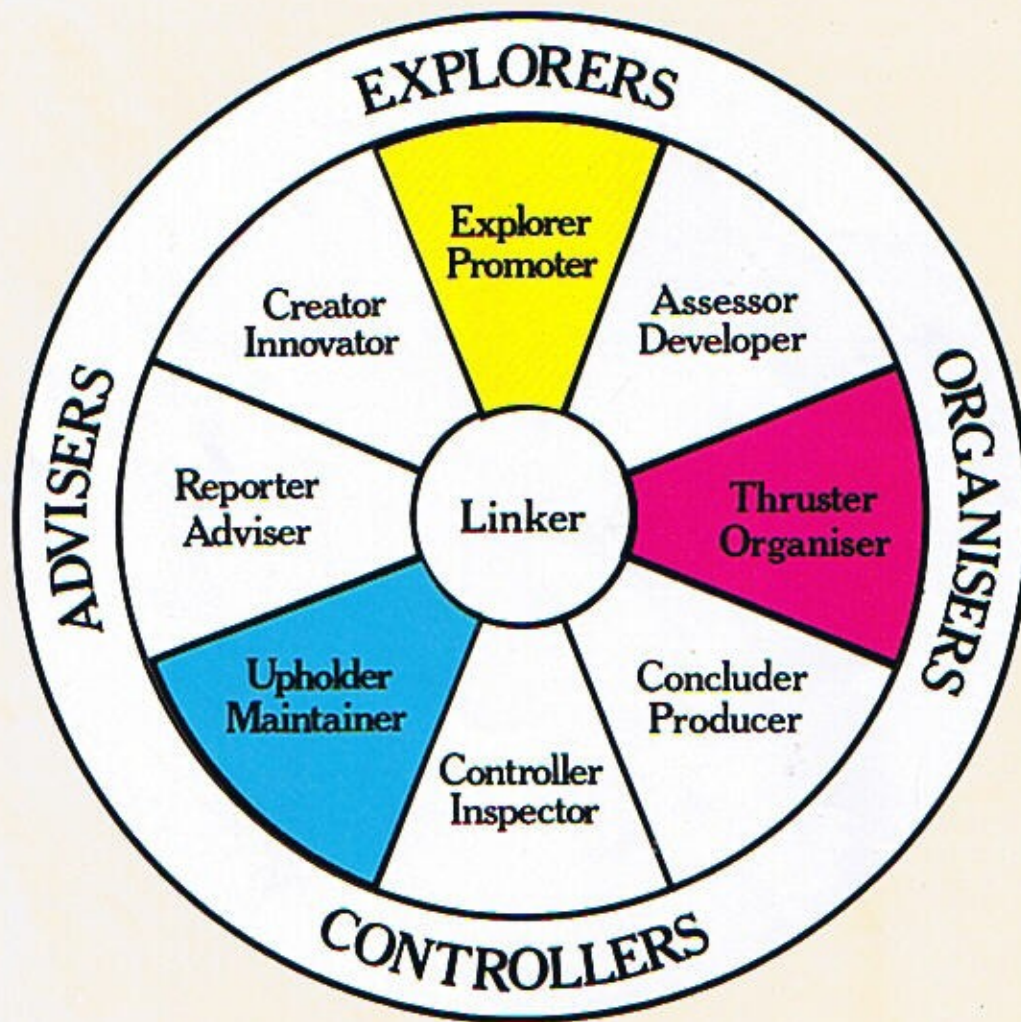 EXPLORERS
Explorer
Promoter
Creator
Innovator
Assessor
Developer
ADVISERS
ORGANISERS
Reporter
Adviser
Linker
Thruster
Organiser
Upholder
Maintainer
Concluder
Producer
Controller
Inspector
CONTROLLERS